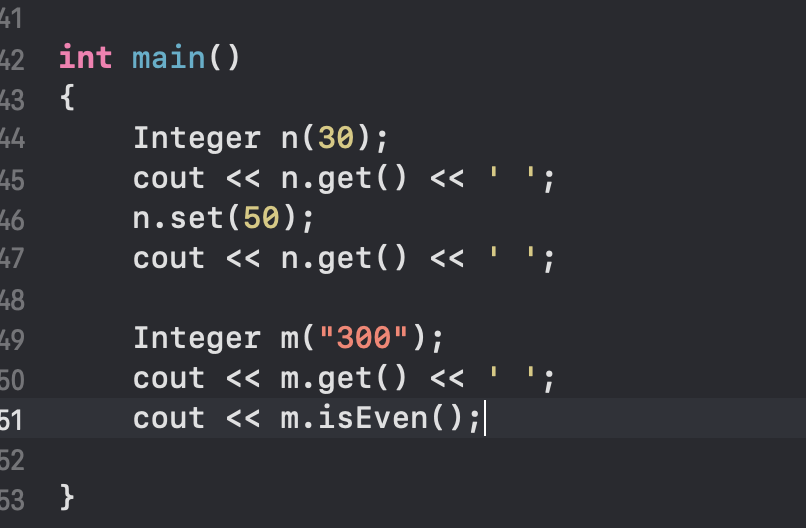 41
42 int main()
43 {
44 Integer n(30);
45 cout << n.get() << ' ';
46 n.set(50);
47 cout << n.get() << ' ';
48
49 Integer m("300");
50 cout << m.get() << ' ';
51 cout << m.isEven();
52
53 }